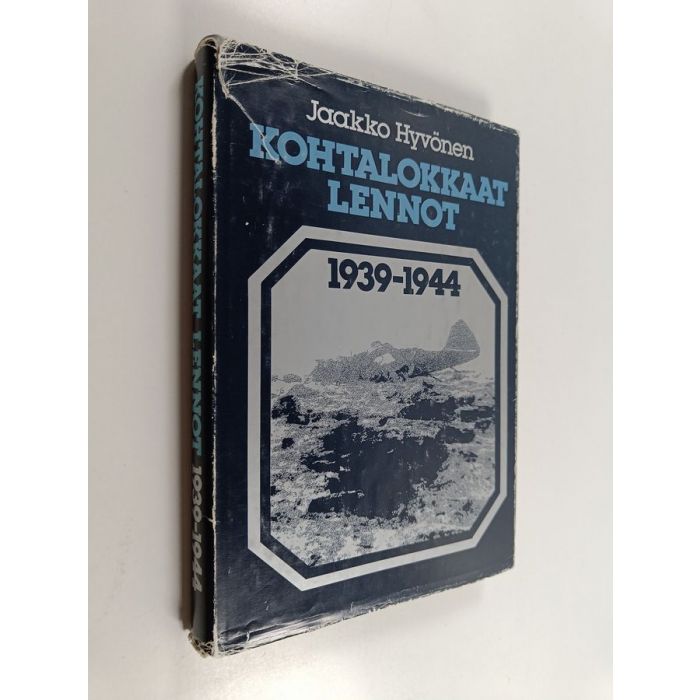 Jaakko Hyvönen
KOHTALOKKAAT
LENNOT
1939-1944
KOHTALOKKAAT LENNOT 1939-1944